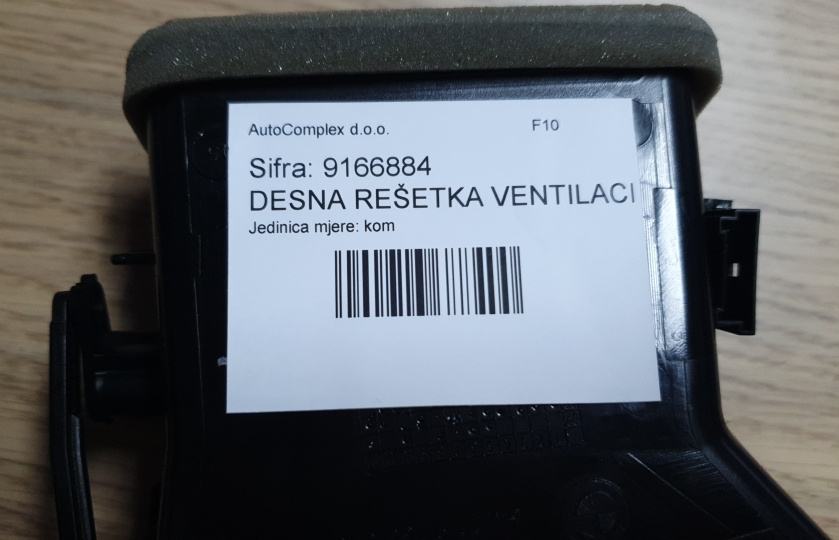 AutoComplex d.o.o. F10
Sifra: 9166884
DESNA REŠETKA VENTILACI
Jedinica mjere: kom